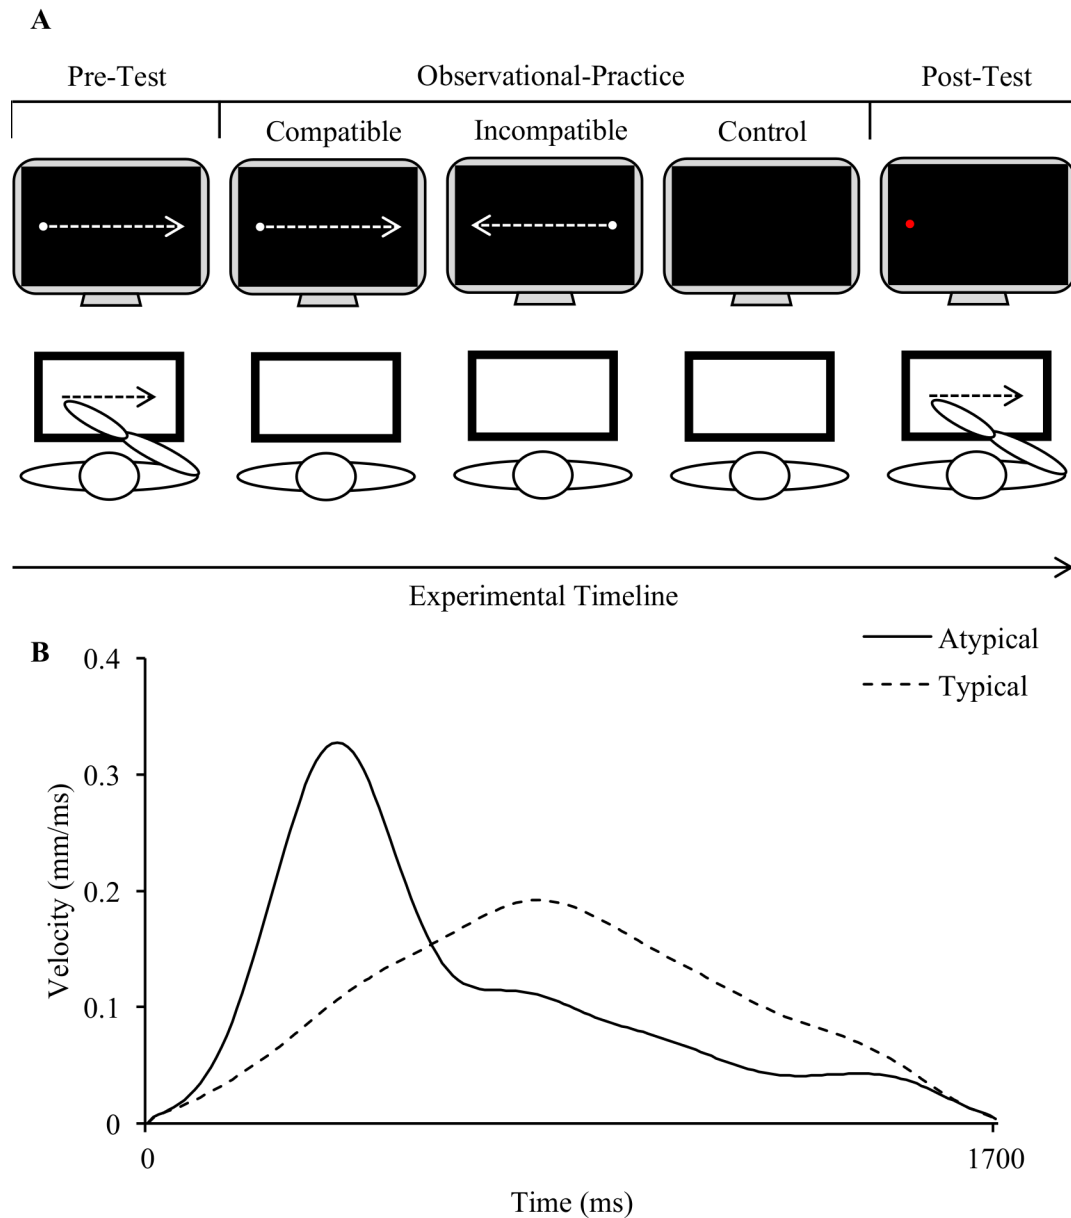 A
Pre-Test Observational-Practice Post-Test
Compatible Incompatible Control
Experimental Timeline
B
Atypical
Typical
0.4
0.3
0.2
0.1
0
Velocity (mm/ms)
0 1700
Time (ms)